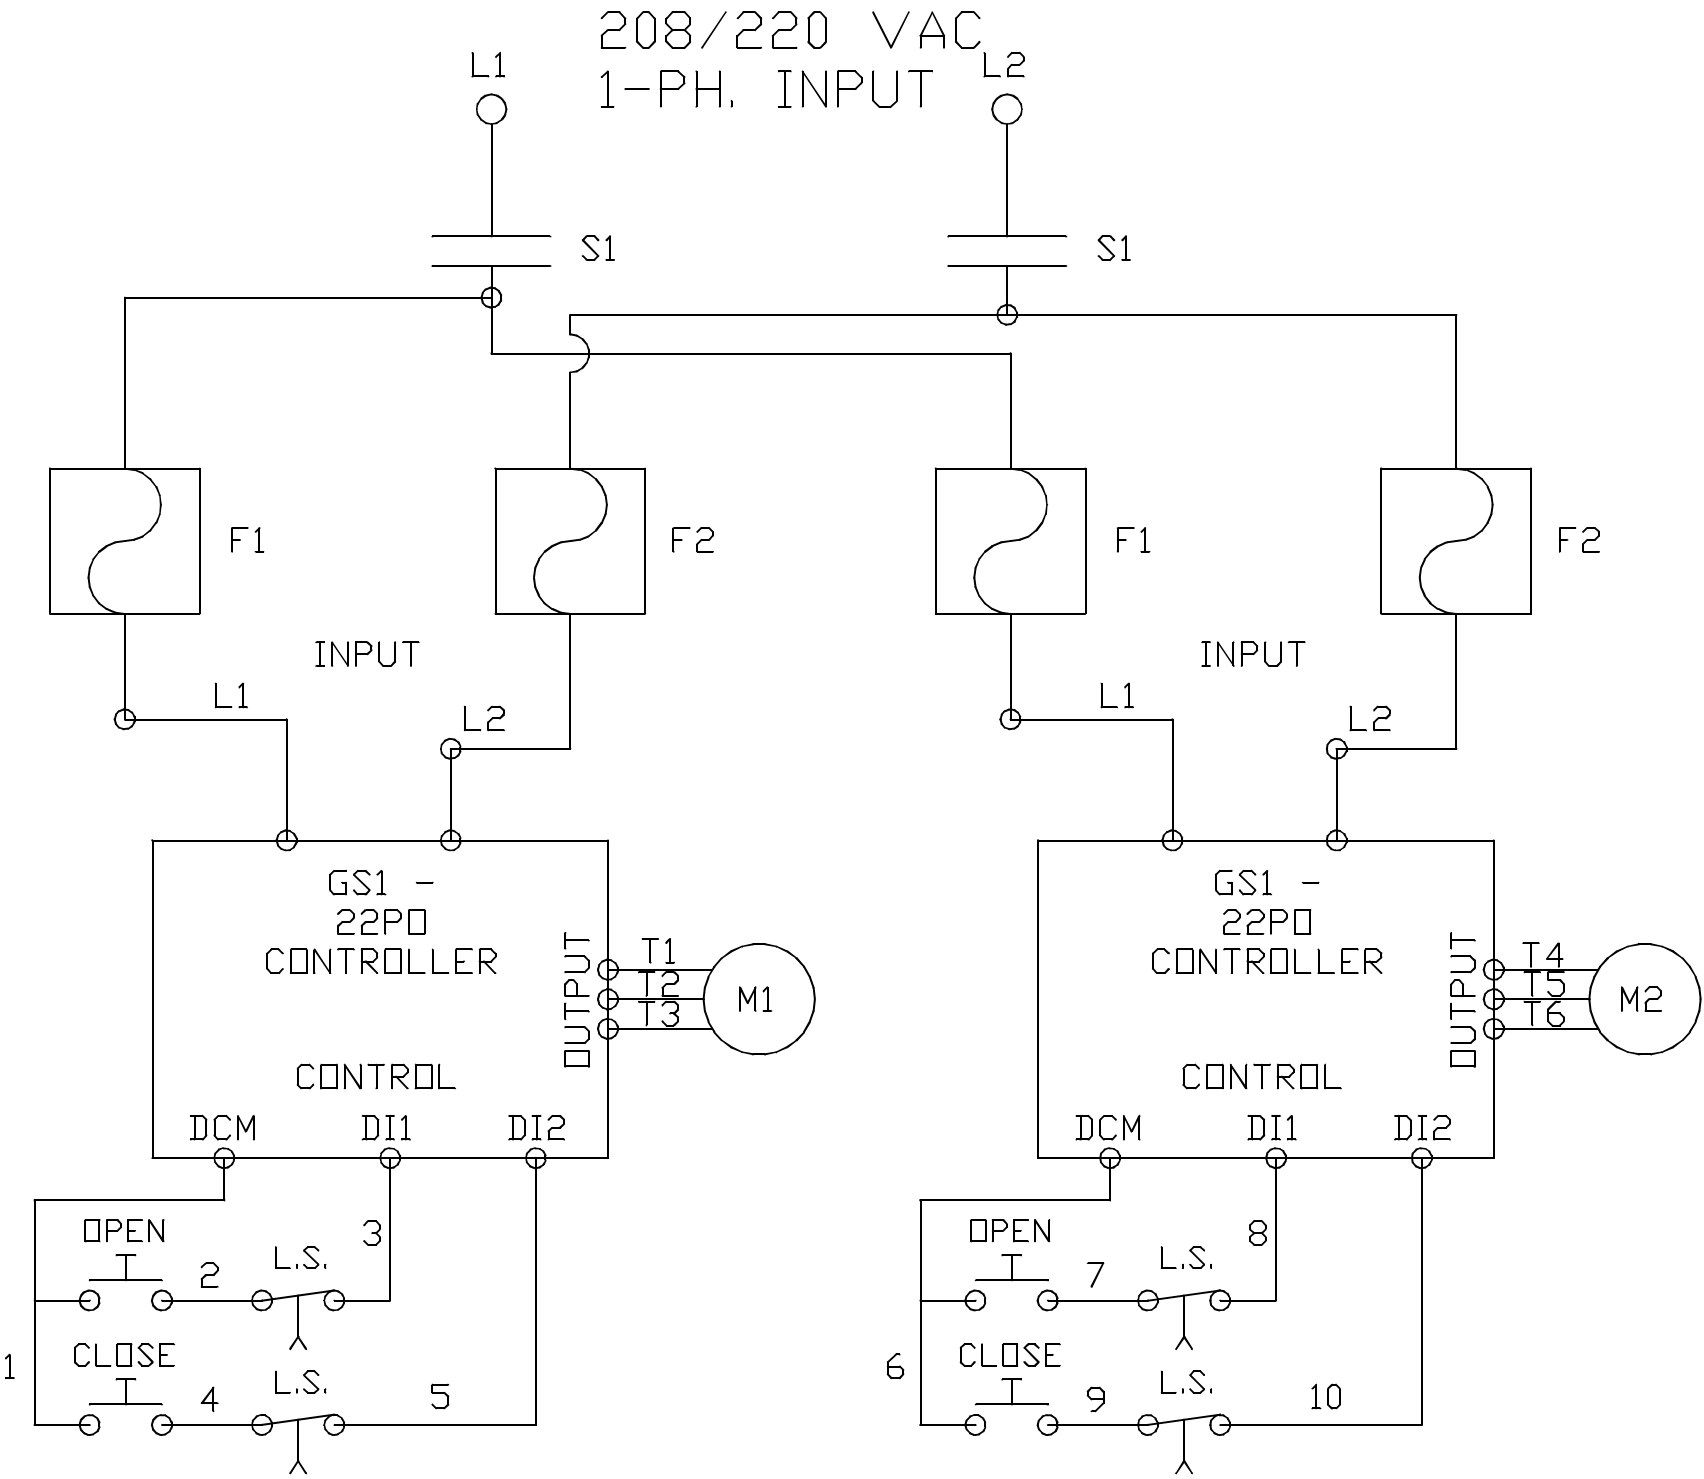 208/220 VAC
1-PH. INPUT
L1
L2
S1
S1
F1
F2
F1
F2
INPUT
INPUT
L1
L2
L1
L2
GS1 -
22P0
CONTROLLER
OUTPUT
CONTROL
DCM
DI1
DI2
T1
T2
T3
M1
GS1 -
22P0
CONTROLLER
OUTPUT
CONTROL
DCM
DI1
DI2
T4
T5
T6
M2
OPEN
2
L.S.
3
1
CLOSE
4
L.S.
5
OPEN
7
L.S.
8
6
CLOSE
9
L.S.
10